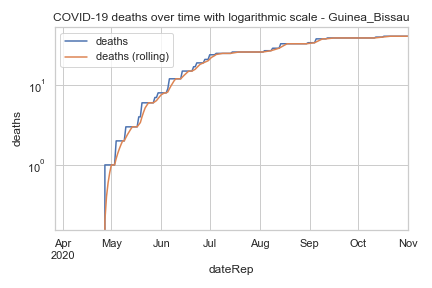 COVID-19 deaths over time with logarithmic scale - Guinea_Bissau
deaths
deaths (rolling)
10¹
10⁰
deaths
Apr May Jun Jul Aug Sep Oct Nov
2020
dateRep